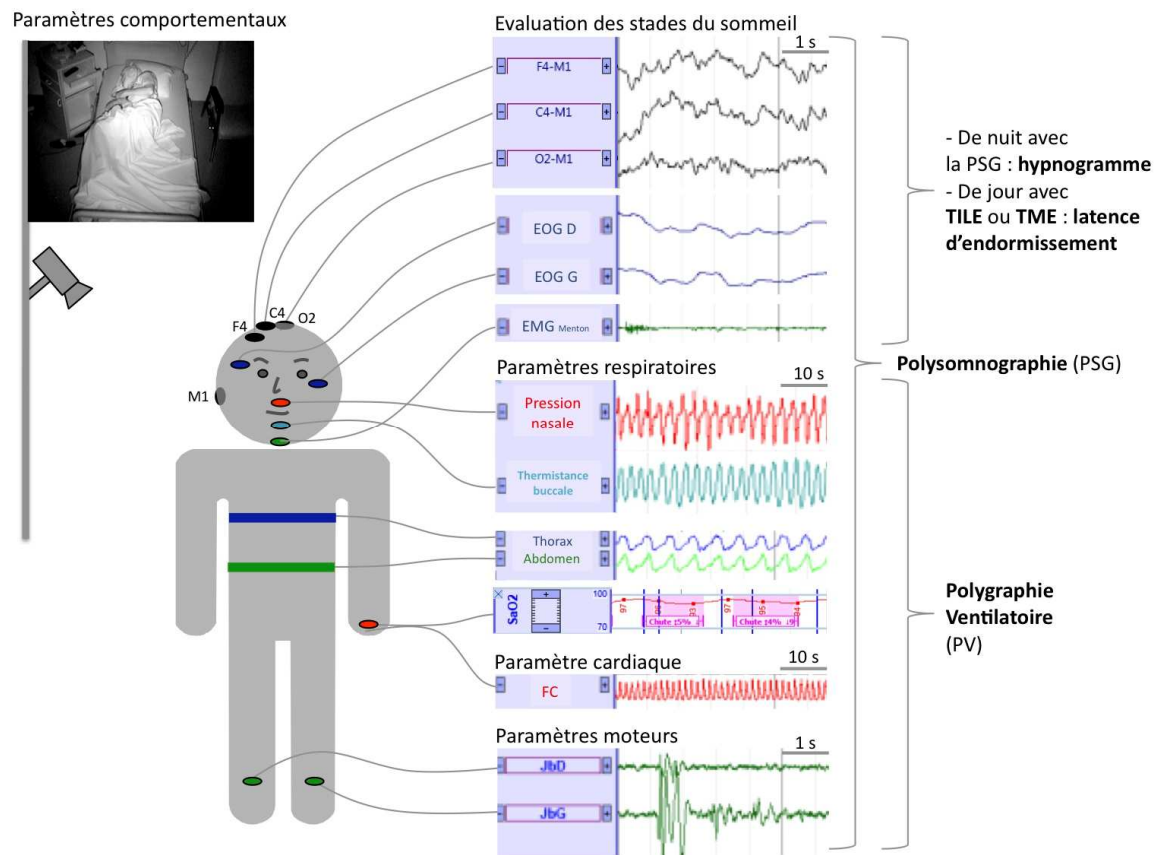 Paramètres comportementaux
Evaluation des stades du sommeil
1 s
F4-M1
C4-M1
O2-M1
EOG D
EOG G
EMG Menton
- De nuit avec
la PSG : hypnogramme
- De jour avec
TILE ou TME : latence
d'endormissement
F4
C4
O2
M1
Paramètres respiratoires
10 s
Polysomnographie (PSG)
Pression
nasale
Thermistance
buccale
Thorax
Abdomen
SaO2
100
70
97
96
93
97
95
94
Chute :5%
Chute :4%
Polygraphie
Ventilatoire
(PV)
Paramètre cardiaque
10 s
FC
Paramètres moteurs
1 s
JbD
JbG